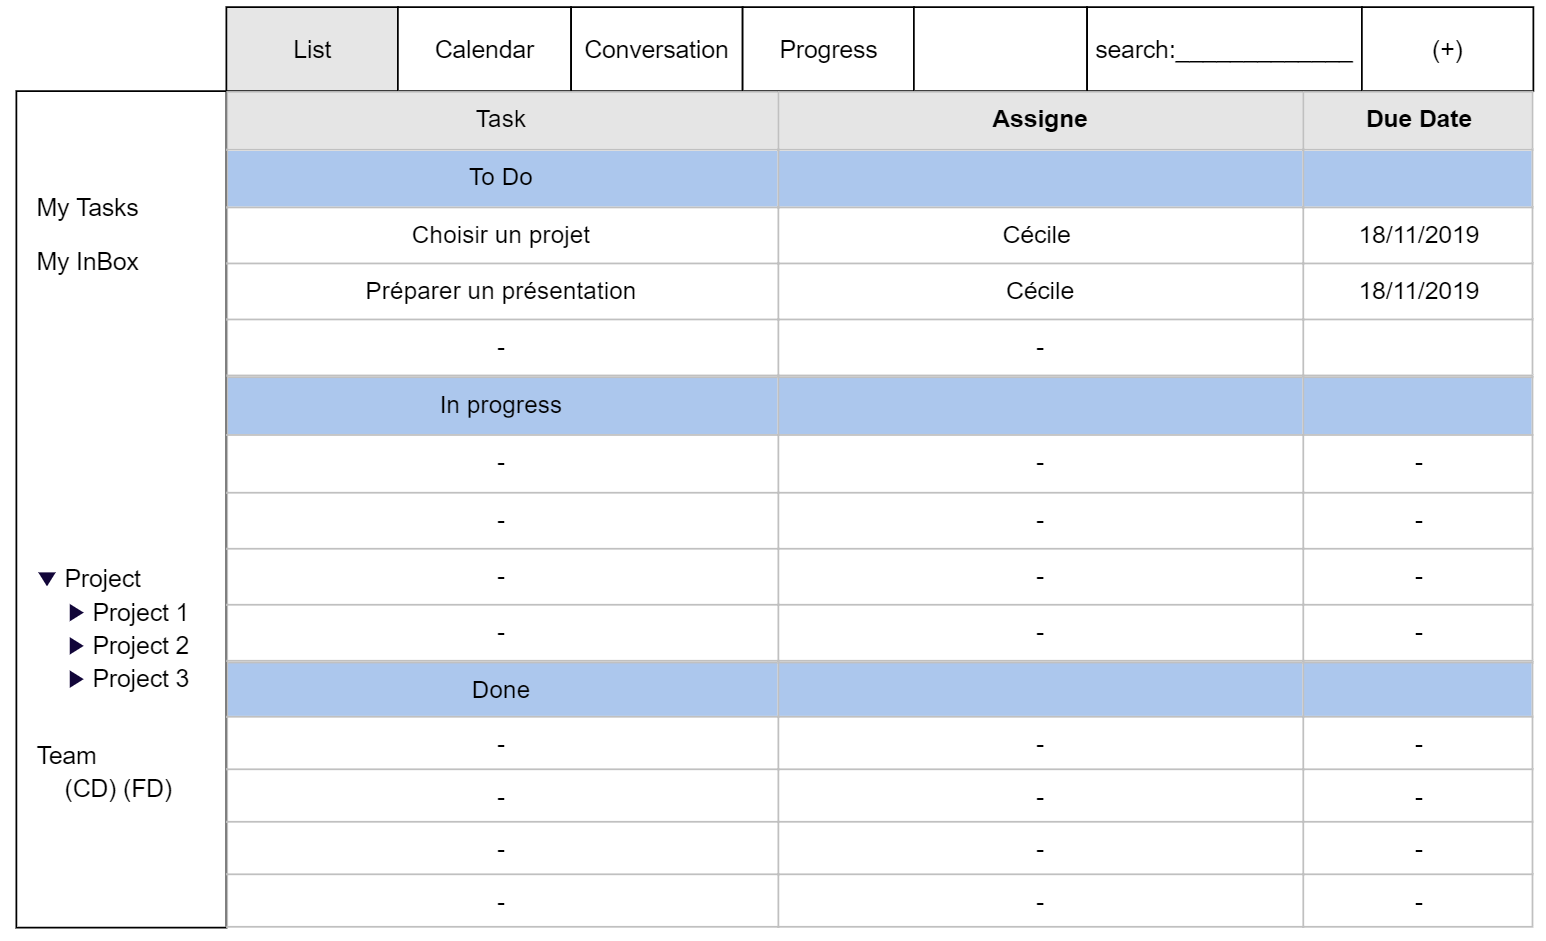 List Calendar Conversation Progress search:_____________ (+)
Task Assigne Due Date
To Do
My Tasks
Choisir un projet Cécile 18/11/2019
My InBox
Préparer un présentation Cécile 18/11/2019
- -
In progress
- - -
- - -
- - -
- - -
Project
Project 1
Project 2
Project 3
Done
Team
(CD) (FD)
- - -
- - -
- - -
- - -